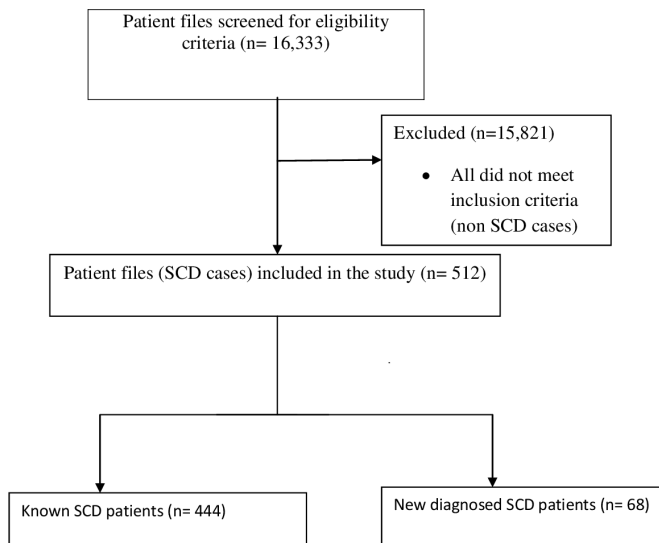 Patient files screened for eligibility
criteria (n= 16,333)
Excluded (n=15,821)
● All did not meet
inclusion criteria
(non SCD cases)
Patient files (SCD cases) included in the study (n= 512)
Known SCD patients (n= 444)
New diagnosed SCD patients (n= 68)